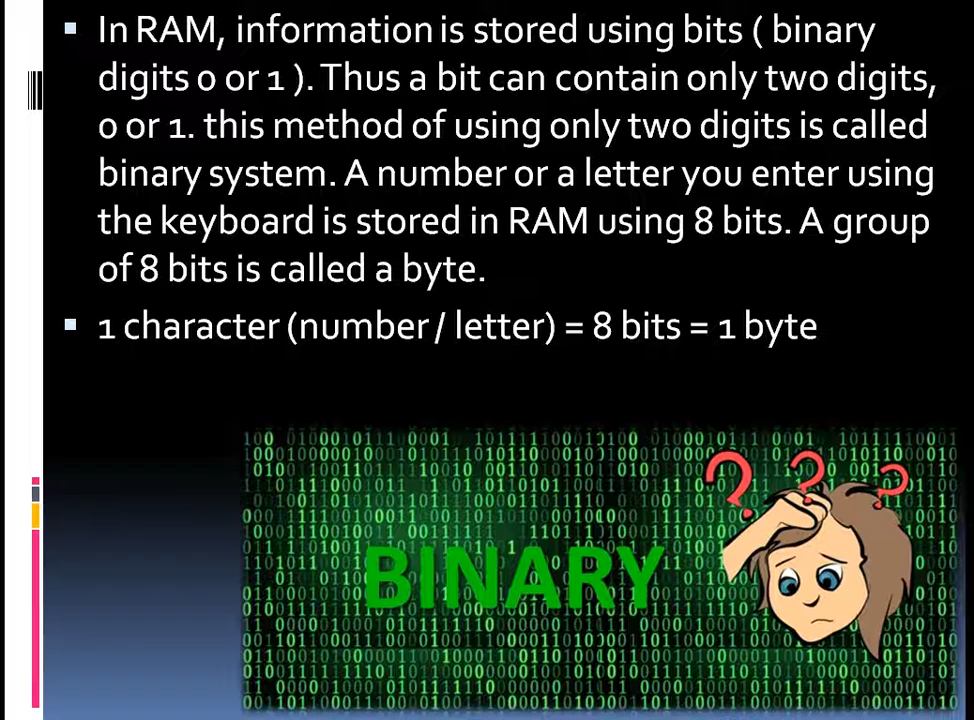 ▪ In RAM, information is stored using bits ( binary
digits 0 or 1 ). Thus a bit can contain only two digits,
0 or 1. this method of using only two digits is called
binary system. A number or a letter you enter using
the keyboard is stored in RAM using 8 bits. A group
of 8 bits is called a byte.
▪ 1 character (number / letter) = 8 bits = 1 byte
? ? ?
BINARY